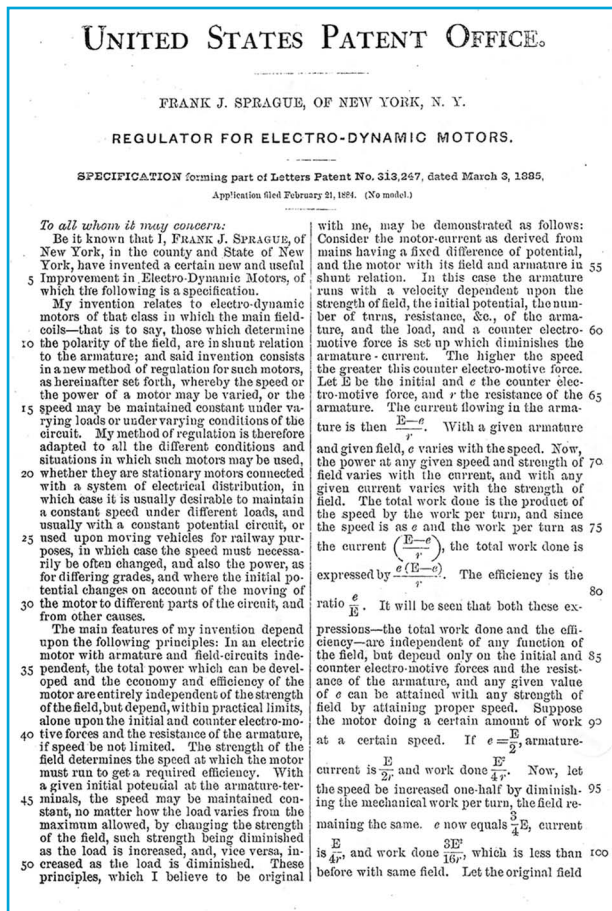 UNITED STATES PATENT OFFICE.
FRANK J. SPRAGUE, OF NEW YORK, N. Y.
REGULATOR FOR ELECTRO-DYNAMIC MOTORS.
SPECIFICATION forming part of Letters Patent No. 313,247, dated March 3, 1885.
Application filed February 21, 1884. (No model.)
To all whom it may concern:
Be it known that I, FRANK J. SPRAGUE, of
New York, in the county and State of New
York, have invented a certain new and useful
5 Improvement in Electro-Dynamic Motors, of
which the following is a specification.
My invention relates to electro-dynamic
motors of that class in which the main field-
coils—that is to say, those which determine
10 the polarity of the field, are in shunt relation
to the armature; and said invention consists
in a new method of regulation for such motors,
as hereinafter set forth, whereby the speed or
the power of a motor may be varied, or the
15 speed may be maintained constant under va-
rying loads or under varying conditions of the
circuit. My method of regulation is therefore
adapted to all the different conditions and
situations in which such motors may be used,
20 whether they are stationary motors connected
with a system of electrical distribution, in
which case it is usually desirable to maintain
a constant speed under different loads, and
usually with a constant potential circuit, or
25 used upon moving vehicles for railway pur-
poses, in which case the speed must necessa-
rily be often changed, and also the power, as
for differing grades, and where the initial po-
tential changes on account of the moving of
30 the motor to different parts of the circuit, and
from other causes.
The main features of my invention depend
upon the following principles: In an electric
motor with armature and field-circuits inde-
35 pendent, the total power which can be devel-
oped and the economy and efficiency of the
motor are entirely independent of the strength
of the field, but depend, within practical limits,
alone upon the initial and counter electro-mo-
40 tive forces and the resistance of the armature,
if speed be not limited. The strength of the
field determines the speed at which the motor
must run to get a required efficiency. With
a given initial potential at the armature-ter-
45 minals, the speed may be maintained con-
stant, no matter how the load varies from the
maximum allowed, by changing the strength
of the field, such strength being diminished
as the load is increased, and, vice versa, in-
50 creased as the load is diminished. These
principles, which I believe to be original
with me, may be demonstrated as follows:
Consider the motor-current as derived from
mains having a fixed difference of potential,
and the motor with its field and armature in 55
shunt relation. In this case the armature
runs with a velocity dependent upon the
strength of field, the initial potential, the num-
ber of turns, resistance, &c., of the arma-
ture, and the load, and a counter electro- 60
motive force is set up which diminishes the
armature-current. The higher the speed
the greater this counter electro-motive force.
Let E be the initial and e the counter elec-
tro-motive force, and r the resistance of the 65
armature. The current flowing in the arma-
ture is then (E—e)/r. With a given armature
and given field, e varies with the speed. Now,
the power at any given speed and strength of 70
field varies with the current, and with any
given current varies with the strength of
field. The total work done is the product of
the speed by the work per turn, and since
the speed is as e and the work per turn as 75
the current ((E—e)/r), the total work done is
expressed by e(E—e)/r. The efficiency is the
80
ratio e/E. It will be seen that both these ex-
pressions—the total work done and the effi-
ciency—are independent of any function of
the field, but depend only on the initial and 85
counter electro-motive forces and the resist-
ance of the armature, and any given value
of e can be attained with any strength of
field by attaining proper speed. Suppose
the motor doing a certain amount of work 90
at a certain speed. If e=E/2, armature-
current is E/2r and work done E²/4r. Now, let
the speed be increased one-half by diminish- 95
ing the mechanical work per turn, the field re-
maining the same. e now equals 3/4E, current
is E/4r, and work done 3E²/16r, which is less than 100
before with same field. Let the original field